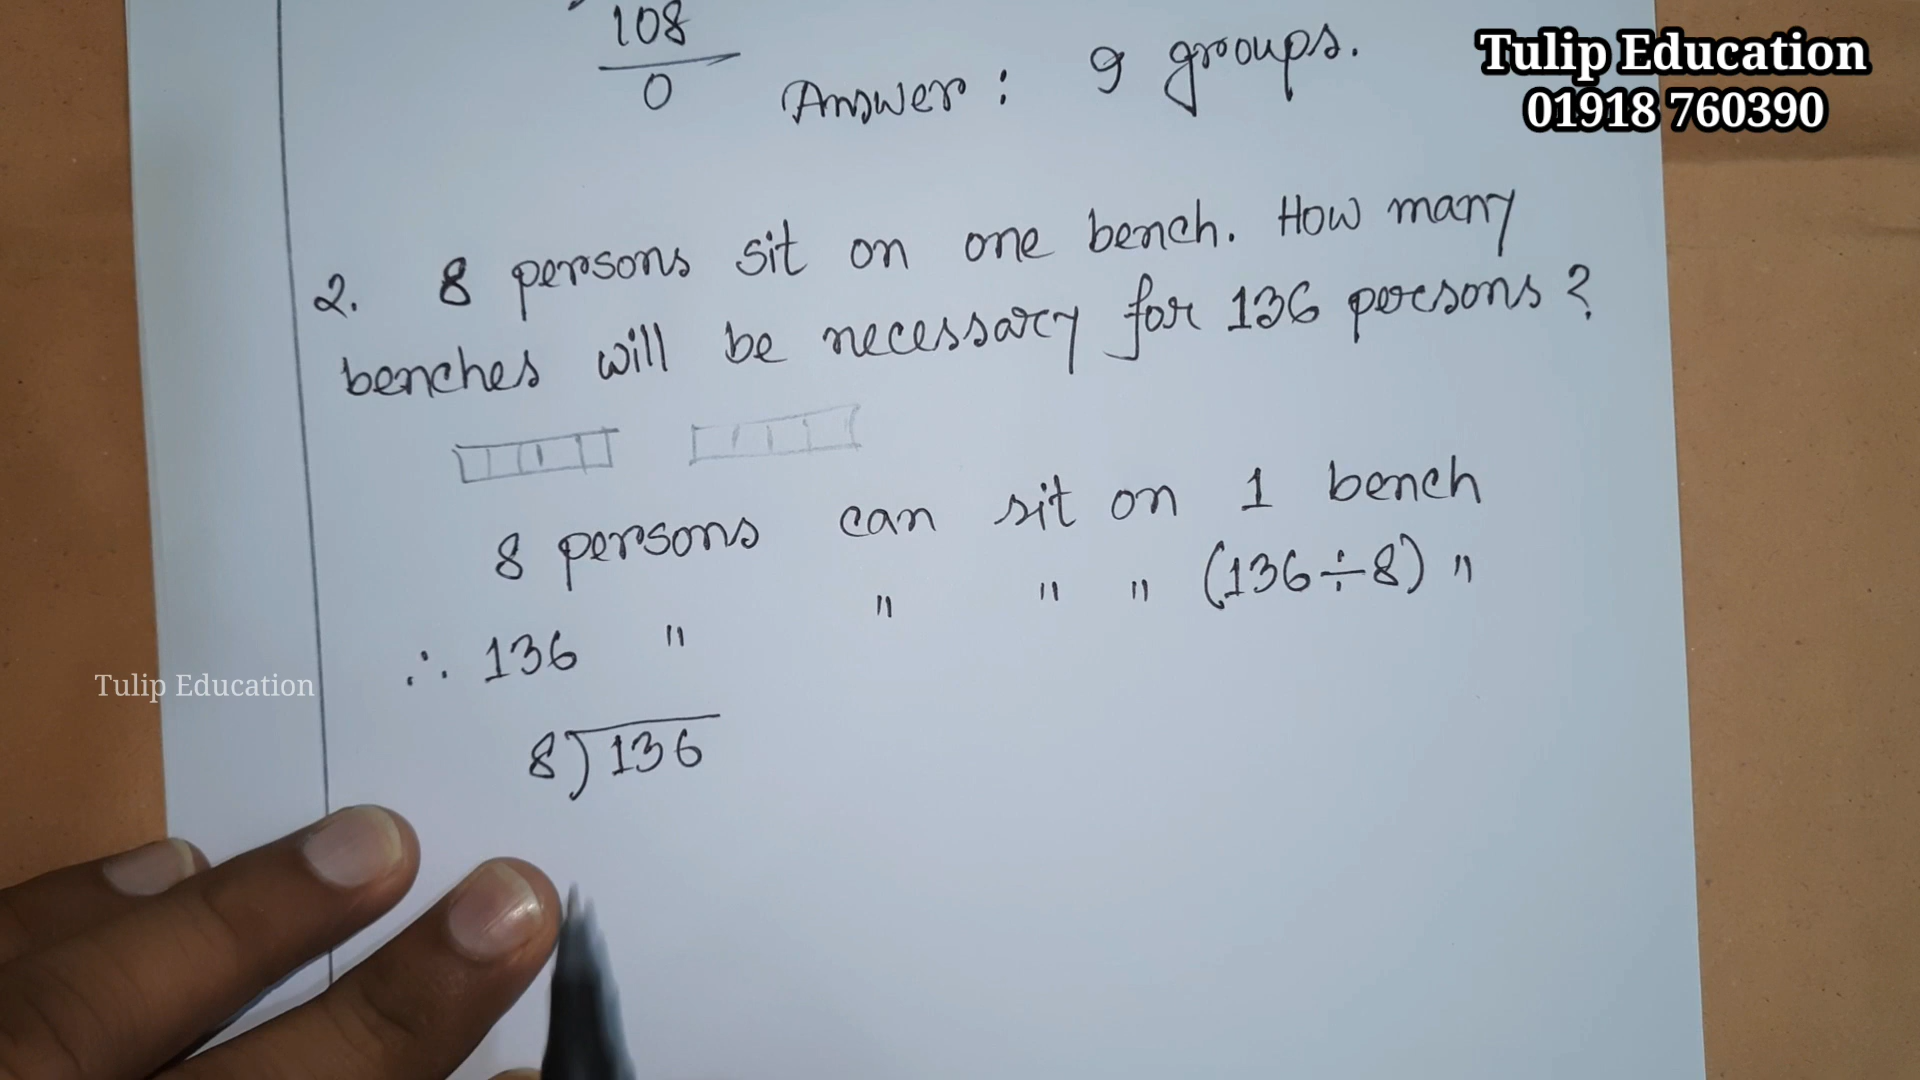 108
0
Answer : 9 groups.
Tulip Education
01918 760390
2. 8 persons sit on one bench. How many
benches will be necessary for 136 persons ?
8 persons can sit on 1 bench
∴ 136 " " " " (136÷8) "
Tulip Education
8)136